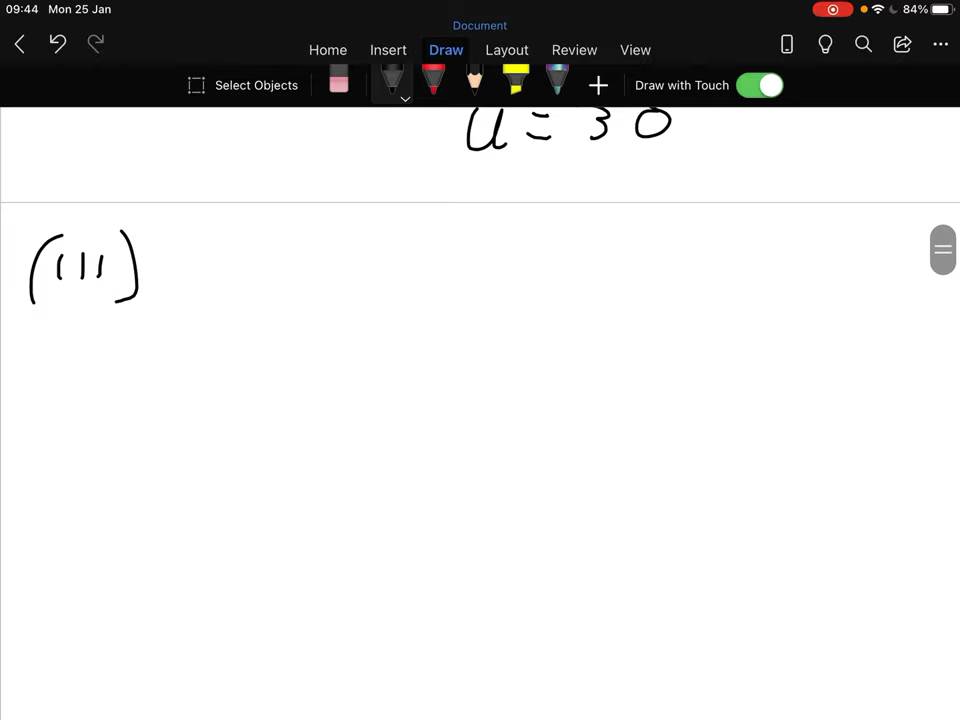 09:44 Mon 25 Jan 84%
Document
Home Insert Draw Layout Review View
Select Objects Draw with Touch
u = 30
(iii)